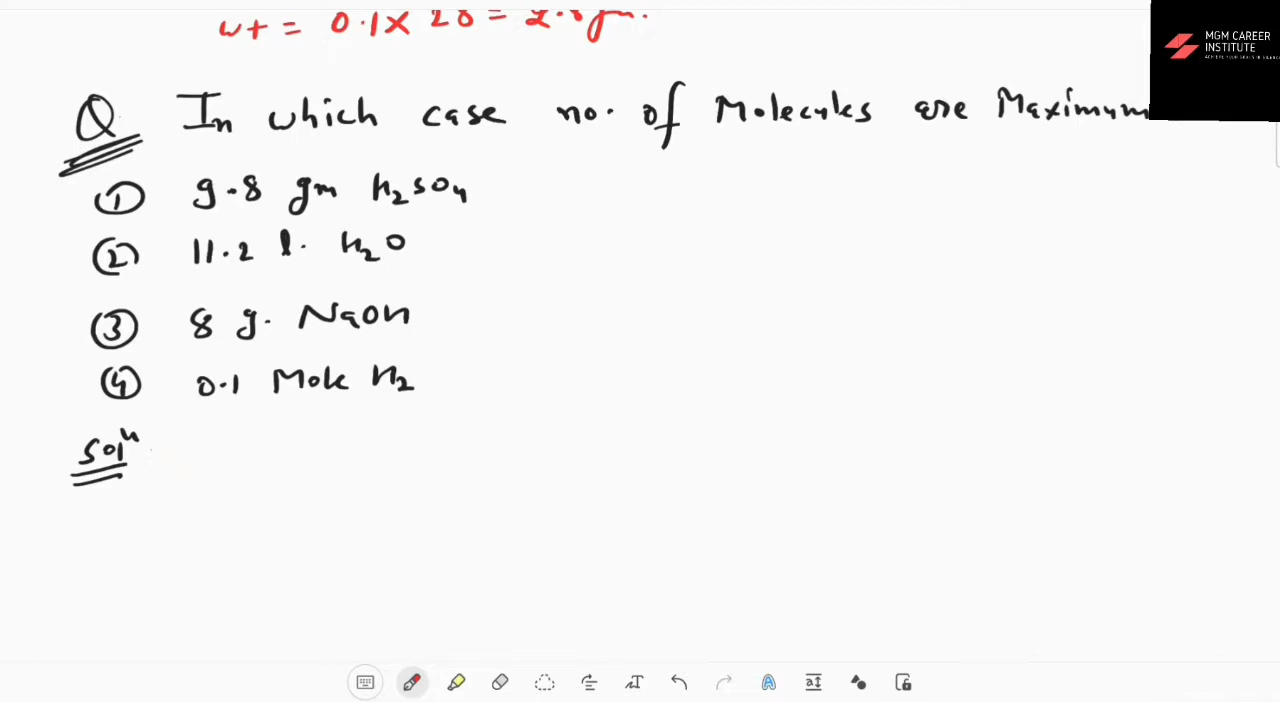 wt = 0.1 x 28 = 2.8 gm.
MGM CAREER
INSTITUTE
Q In which case no. of Molecules are Maximum
① 9.8 gm H2SO4
② 11.2 l. H2O
③ 8 g. NaOH
④ 0.1 Mole H2
Solⁿ